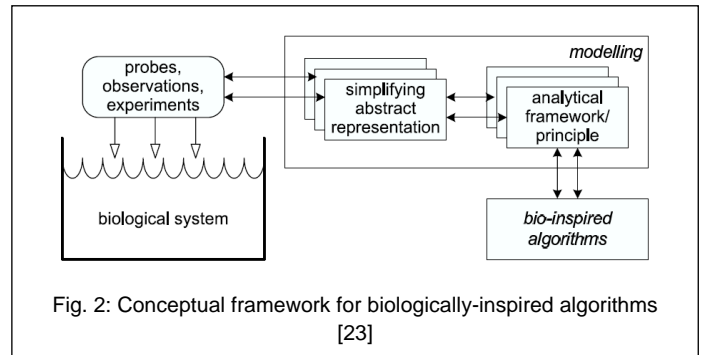 modelling
probes,
observations,
experiments
simplifying
abstract
representation
analytical
framework/
principle
biological system
bio-inspired
algorithms
Fig. 2: Conceptual framework for biologically-inspired algorithms
[23]